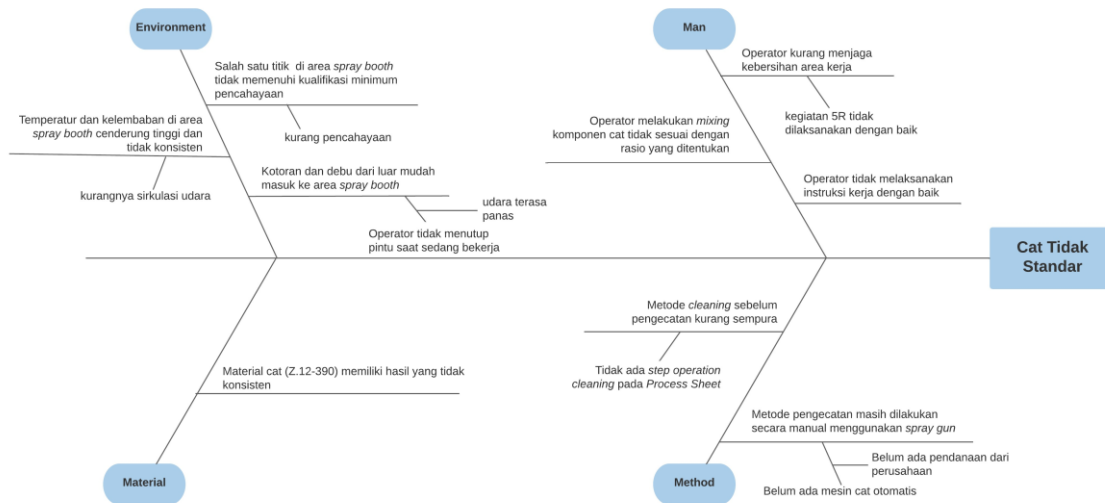 Environment
Salah satu titik di area spray booth
tidak memenuhi kualifikasi minimum
pencahayaan
kurang pencahayaan
Temperatur dan kelembaban di area
spray booth cenderung tinggi dan
tidak konsisten
kurangnya sirkulasi udara
Kotoran dan debu dari luar mudah
masuk ke area spray booth
udara terasa
panas
Operator tidak menutup
pintu saat sedang bekerja
Man
Operator kurang menjaga
kebersihan area kerja
kegiatan 5R tidak
dilaksanakan dengan baik
Operator melakukan mixing
komponen cat tidak sesuai dengan
rasio yang ditentukan
Operator tidak melaksanakan
instruksi kerja dengan baik
Cat Tidak
Standar
Material cat (Z.12-390) memiliki hasil yang tidak
konsisten
Material
Metode cleaning sebelum
pengecatan kurang sempura
Tidak ada step operation
cleaning pada Process Sheet
Metode pengecatan masih dilakukan
secara manual menggunakan spray gun
Belum ada pendanaan dari
perusahaan
Belum ada mesin cat otomatis
Method